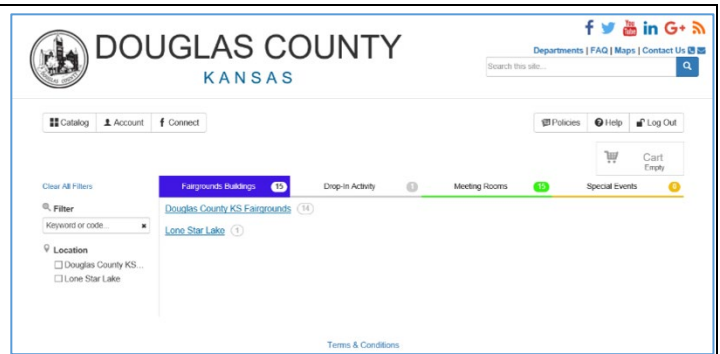 f You Tube in G+
DOUGLAS COUNTY
KANSAS
Departments | FAQ | Maps | Contact Us
Search this site...
Catalog Account f Connect
Policies Help Log Out
Cart
Empty
Clear All Filters
Fairgrounds Buildings 15 Drop-In Activity 1 Meeting Rooms 15 Special Events 6
Filter
Keyword or code...
Location
Douglas County KS...
Lone Star Lake
Douglas County KS Fairgrounds 14
Lone Star Lake 1
Terms & Conditions